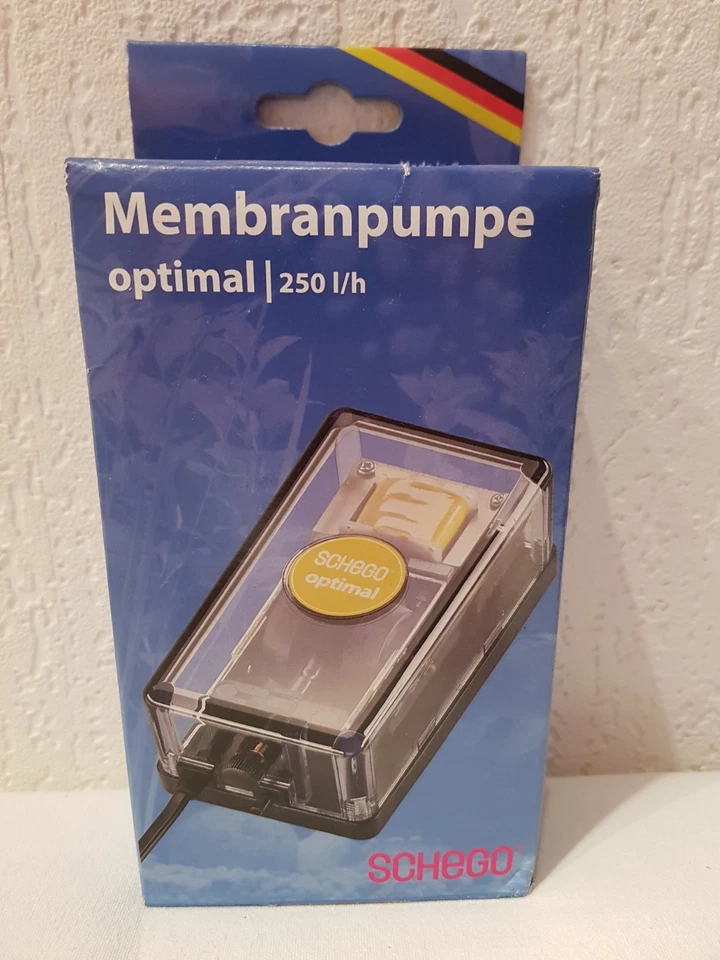 Membranpumpe
optimal | 250 l/h
SCHEGO
optimal
SCHEGO